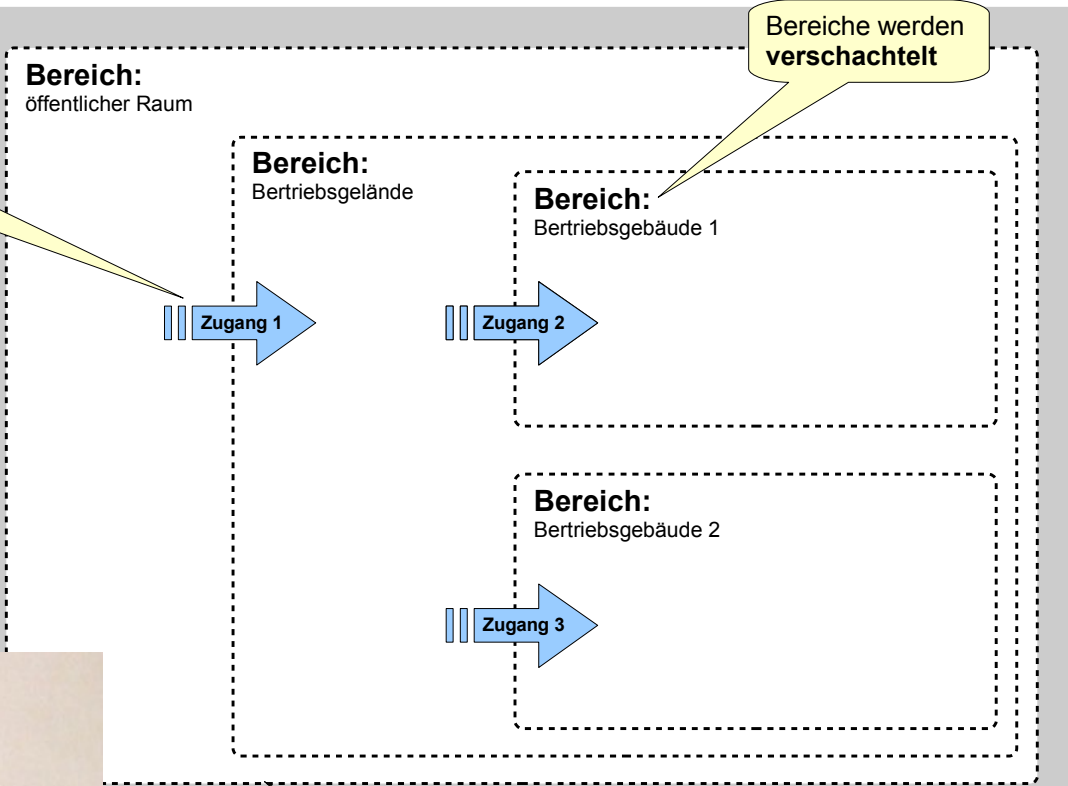 Bereiche werden
verschachtelt
Bereich:
öffentlicher Raum
Bereich:
Bertriebsgelände
Bereich:
Bertriebsgebäude 1
Zugang 1
Zugang 2
Bereich:
Bertriebsgebäude 2
Zugang 3